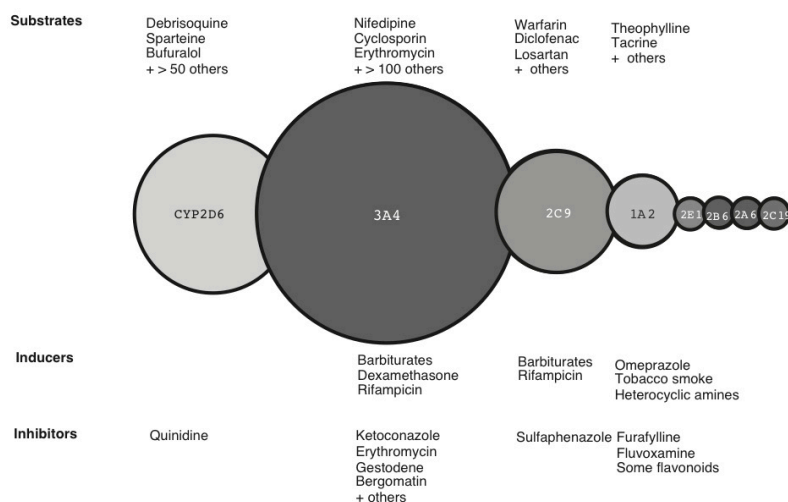 Substrates
Debrisoquine
Sparteine
Bufuralol
+ > 50 others
Nifedipine
Cyclosporin
Erythromycin
+ > 100 others
Warfarin
Diclofenac
Losartan
+ others
Theophylline
Tacrine
+ others
CYP2D6
3A4
2C9
1A2
2E1
2B6
2A6
2C19
Inducers
Barbiturates
Dexamethasone
Rifampicin
Barbiturates
Rifampicin
Omeprazole
Tobacco smoke
Heterocyclic amines
Inhibitors
Quinidine
Ketoconazole
Erythromycin
Gestodene
Bergomatin
+ others
Sulfaphenazole
Furafylline
Fluvoxamine
Some flavonoids